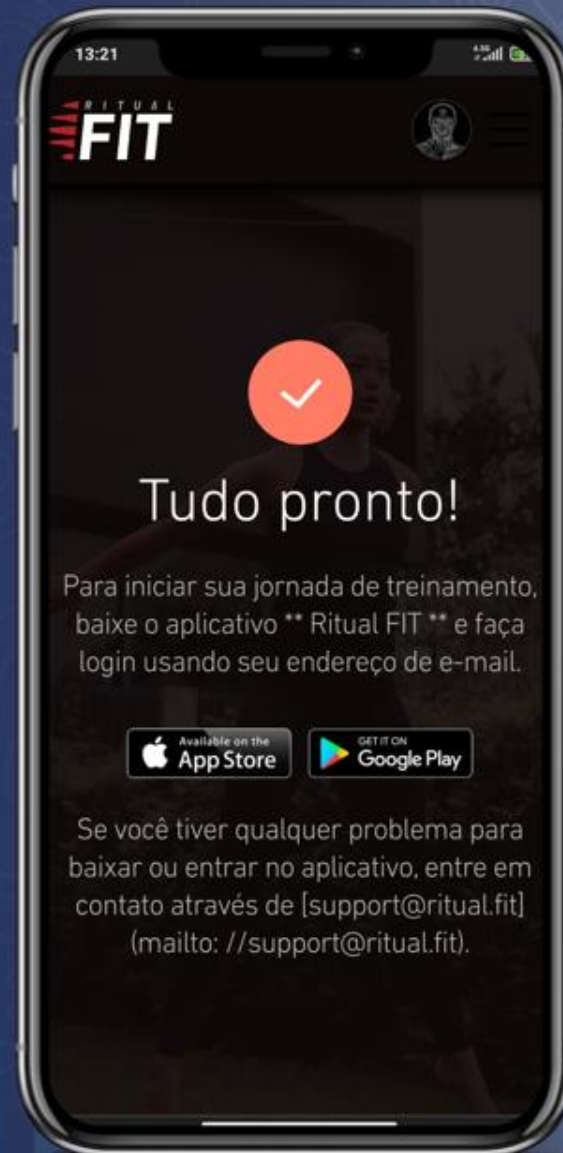 13:21
RITUAL
FIT
Tudo pronto!
Para iniciar sua jornada de treinamento,
baixe o aplicativo ** Ritual FIT ** e faça
login usando seu endereço de e-mail.
Available on the
App Store
GET IT ON
Google Play
Se você tiver qualquer problema para
baixar ou entrar no aplicativo, entre em
contato através de [support@ritual.fit]
(mailto: //support@ritual.fit).